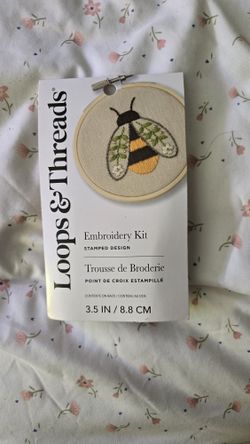 Loops & Threads®
Embroidery Kit
STAMPED DESIGN
Trousse de Broderie
POINT DE CROIX ESTAMPILLÉ
3.5 IN / 8.8 CM